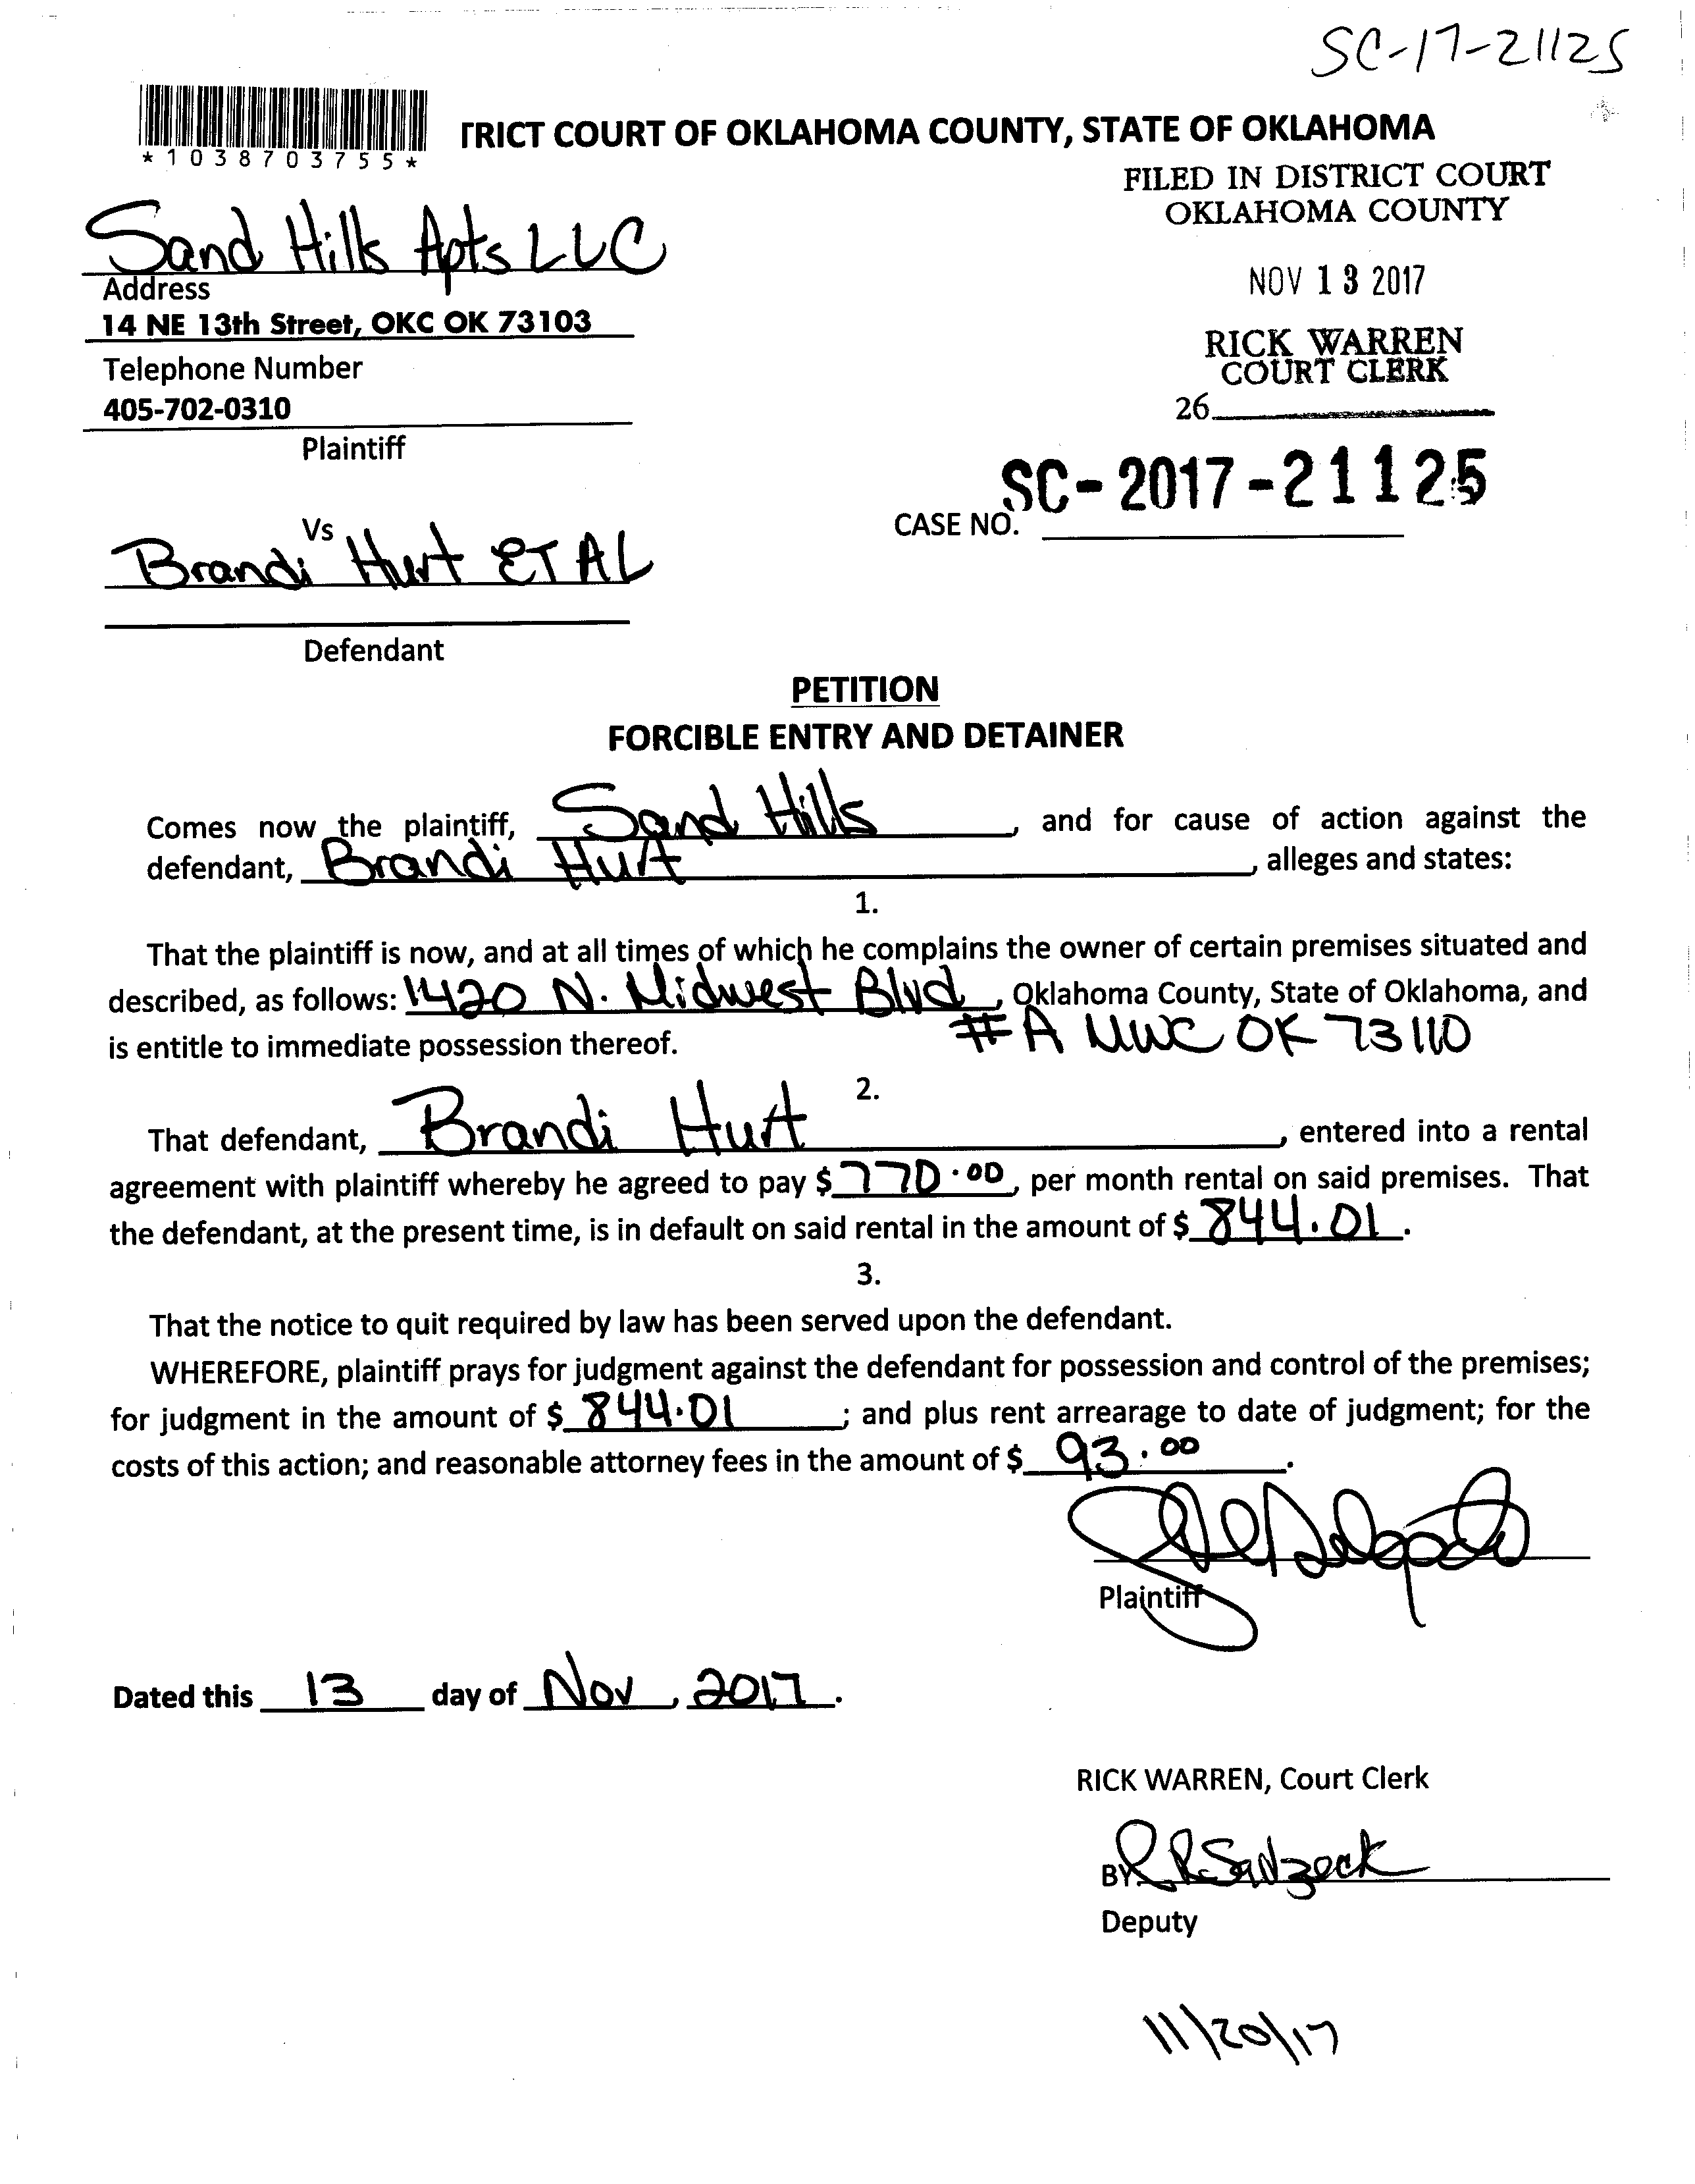 SC-17-21125
*1038703755*
TRICT COURT OF OKLAHOMA COUNTY, STATE OF OKLAHOMA
FILED IN DISTRICT COURT
OKLAHOMA COUNTY
Sand Hills Apts LLC
Address
NOV 13 2017
14 NE 13th Street, OKC OK 73103
RICK WARREN
COURT CLERK
Telephone Number
405-702-0310
26
Plaintiff
SC-2017-21125
CASE NO.
Vs
Brandi Hurt ET AL
Defendant
PETITION
FORCIBLE ENTRY AND DETAINER
Comes now the plaintiff, Sand Hills, and for cause of action against the
defendant, Brandi Hurt, alleges and states:
1.
That the plaintiff is now, and at all times of which he complains the owner of certain premises situated and
described, as follows: 1420 N. Midwest Blvd, Oklahoma County, State of Oklahoma, and
#A MWC OK 73110
is entitle to immediate possession thereof.
2.
That defendant, Brandi Hurt, entered into a rental
agreement with plaintiff whereby he agreed to pay $770.00, per month rental on said premises. That
the defendant, at the present time, is in default on said rental in the amount of $844.01.
3.
That the notice to quit required by law has been served upon the defendant.
WHEREFORE, plaintiff prays for judgment against the defendant for possession and control of the premises;
for judgment in the amount of $844.01; and plus rent arrearage to date of judgment; for the
costs of this action; and reasonable attorney fees in the amount of $93.00.
Plaintiff
Dated this 13 day of Nov, 2017.
RICK WARREN, Court Clerk
BY
Deputy
11/20/17